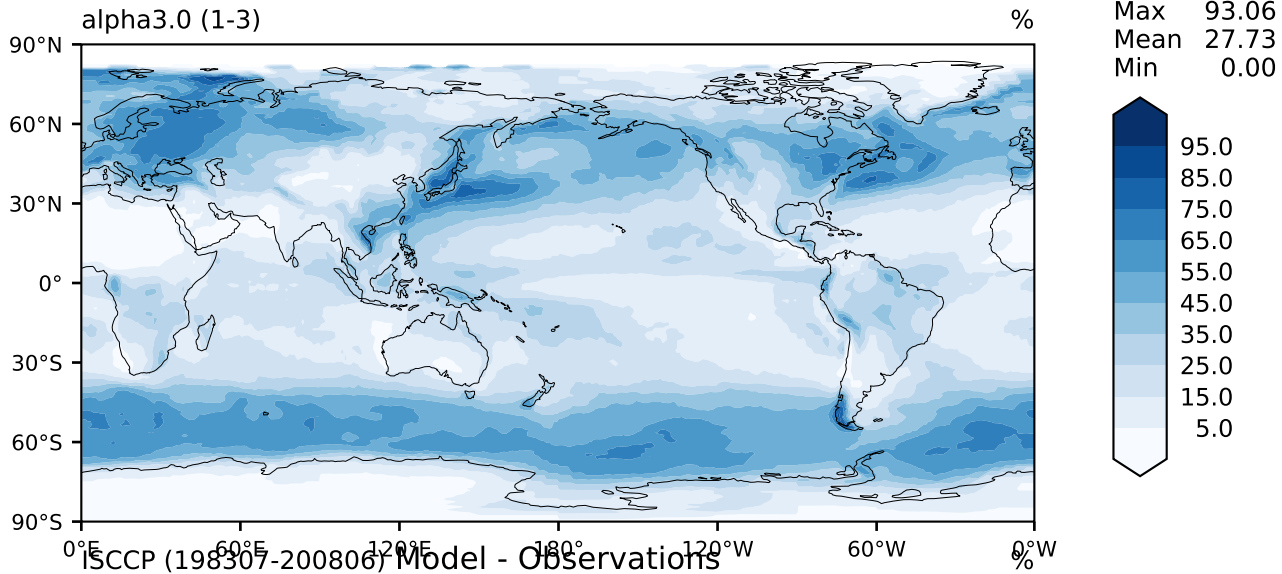 alpha3.0 (1-3) %
Max 93.06
Mean 27.73
Min 0.00
90°N
60°N
30°N
0°
30°S
60°S
90°S
95.0
85.0
75.0
65.0
55.0
45.0
35.0
25.0
15.0
5.0
0°E 60°E 120°E 180° 120°W 60°W 0°W
ISCCP (198307-200806) Model - Observations %